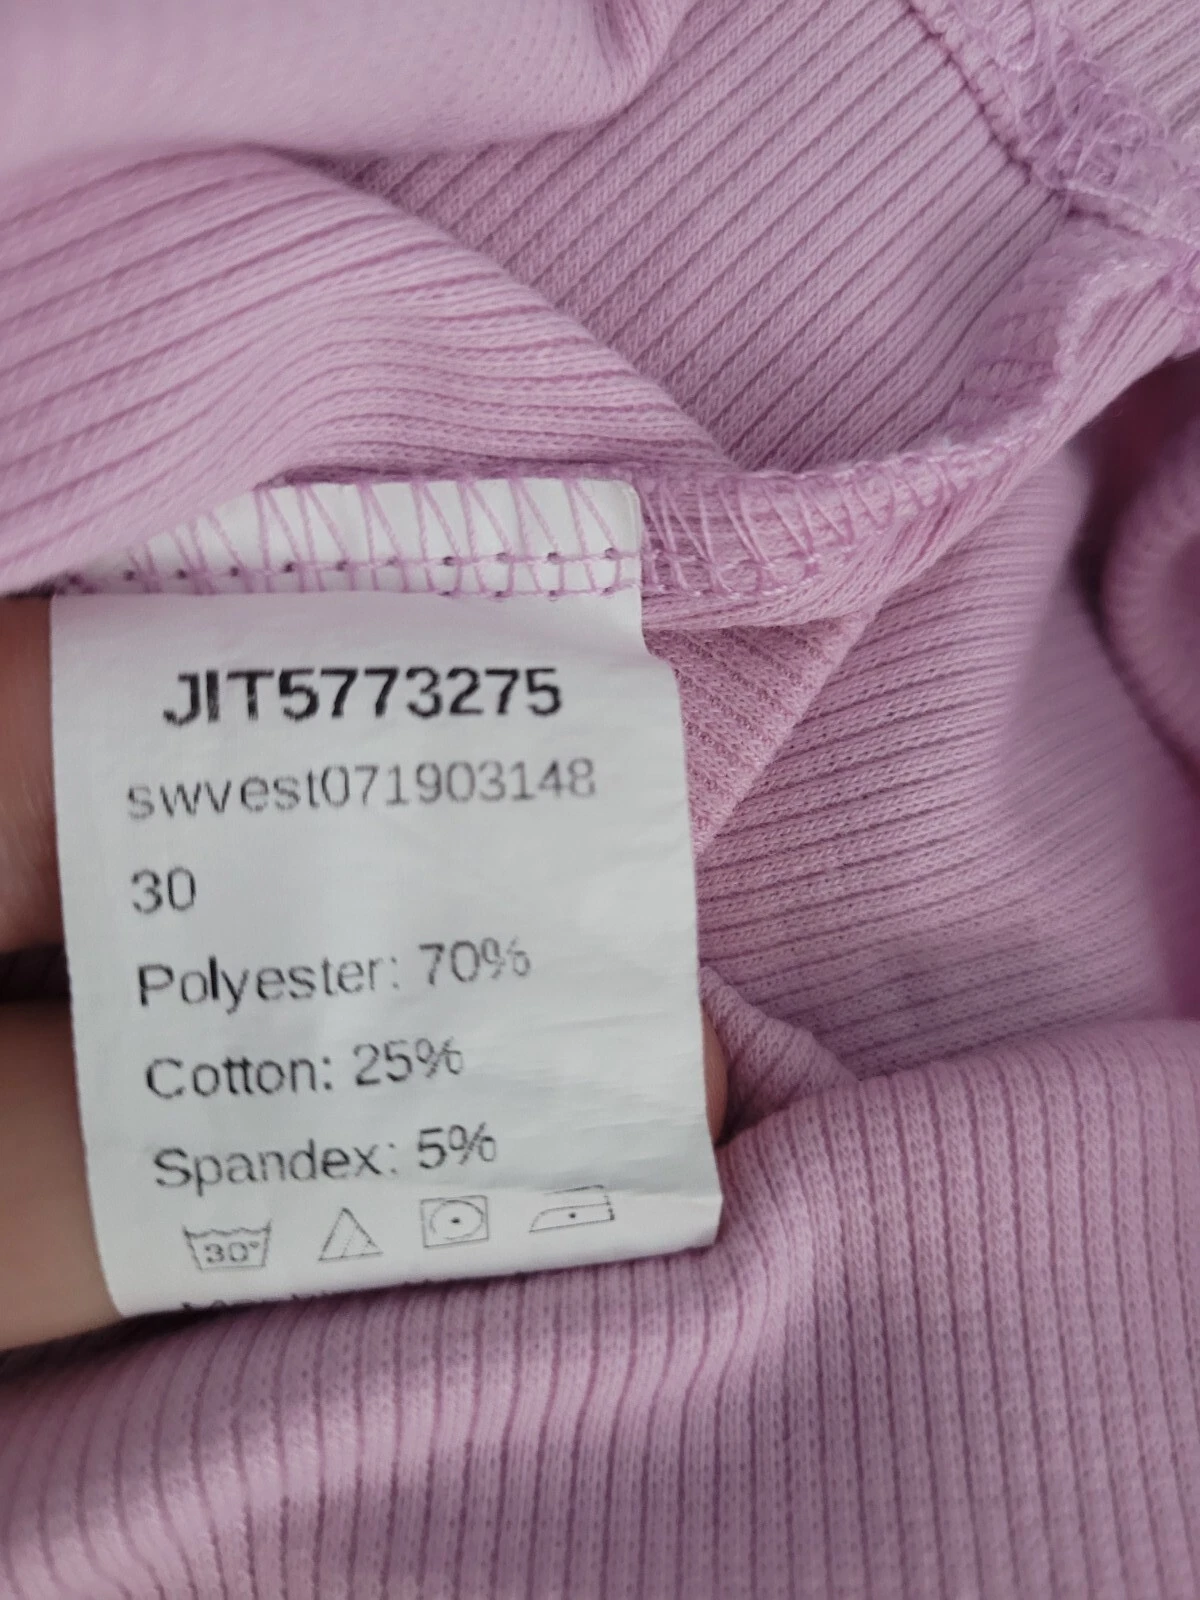 JIT5773275
swvest071903148
30
Polyester: 70%
Cotton: 25%
Spandex: 5%
30°